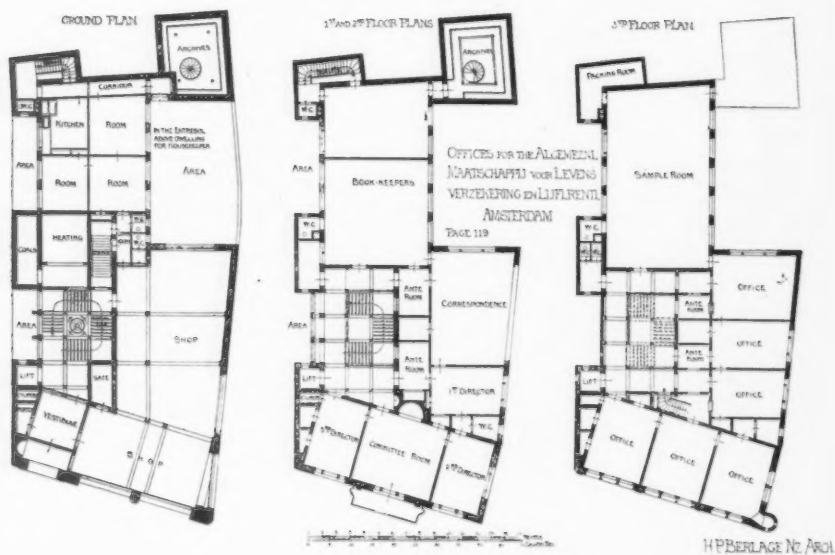 GROUND PLAN
ARCHIVES
CORRIDOR
W.C.
KITCHEN
ROOM
IN THE ENTRESOL
ABOVE DWELLING
FOR HOUSEKEEPER
AREA
AREA
ROOM
ROOM
COALS
HEATING
W.C.
AREA
SHOP
LIFT
SAFE
VESTIBULE
SHOP
1ST AND 2ND FLOOR PLANS
ARCHIVES
W.C.
AREA
BOOK-KEEPERS
W.C.
ANTE
ROOM
CORRESPONDENCE
AREA
ANTE
ROOM
LIFT
1ST DIRECTOR
W.C.
COMMITTEE ROOM
DIRECTOR
DIRECTOR
OFFICES FOR THE ALGEMEENE
MAATSCHAPPIJ VOOR LEVENS
VERZEKERING EN LIJFRENTE
AMSTERDAM
PAGE 119
3RD FLOOR PLAN
PACKING ROOM
SAMPLE ROOM
W.C.
OFFICE
ANTE
ROOM
OFFICE
ANTE
ROOM
LIFT
OFFICE
OFFICE
OFFICE
OFFICE
H.P. BERLAGE NZ. ARCH